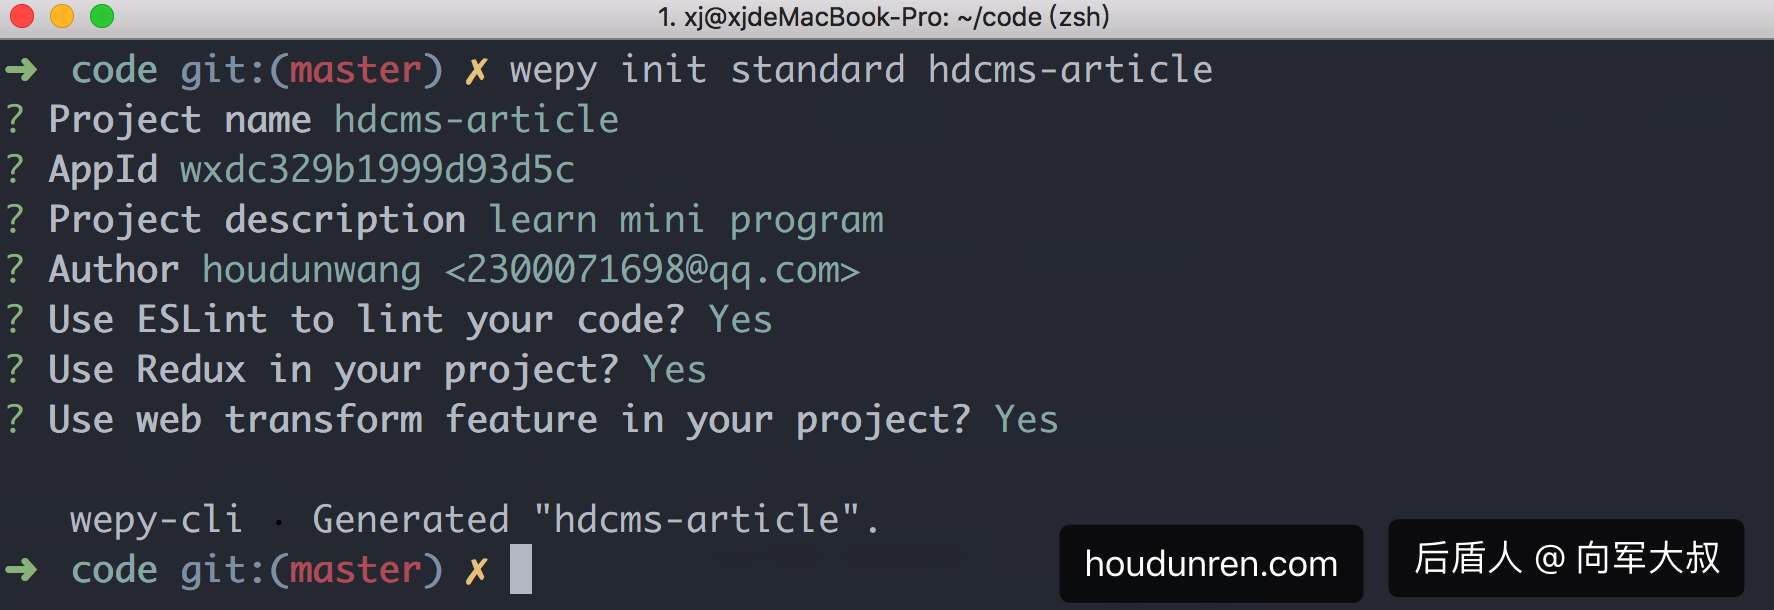 1. xj@xjdeMacBook-Pro: ~/code (zsh)
➜ code git:(master) ✗ wepy init standard hdcms-article
? Project name hdcms-article
? AppId wxdc329b1999d93d5c
? Project description learn mini program
? Author houdunwang <2300071698@qq.com>
? Use ESLint to lint your code? Yes
? Use Redux in your project? Yes
? Use web transform feature in your project? Yes
wepy-cli · Generated "hdcms-article".
➜ code git:(master) ✗
houdunren.com
后盾人 @ 向军大叔